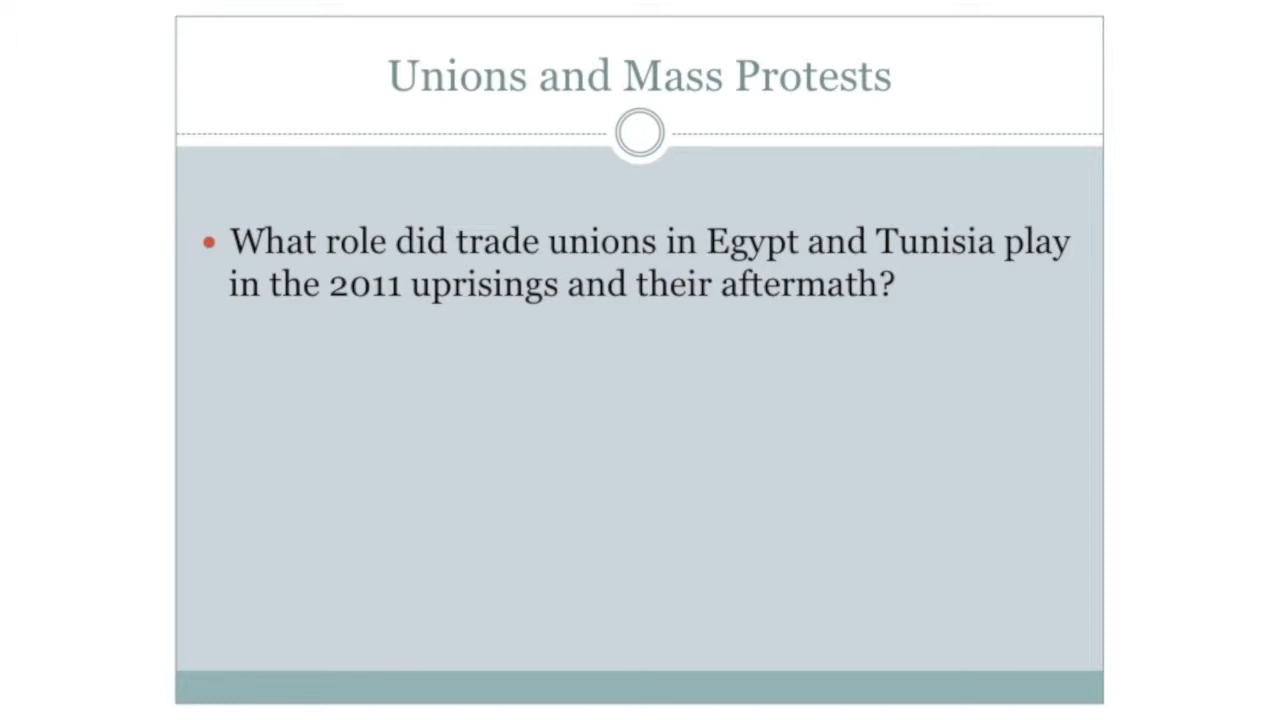 Unions and Mass Protests
• What role did trade unions in Egypt and Tunisia play
in the 2011 uprisings and their aftermath?